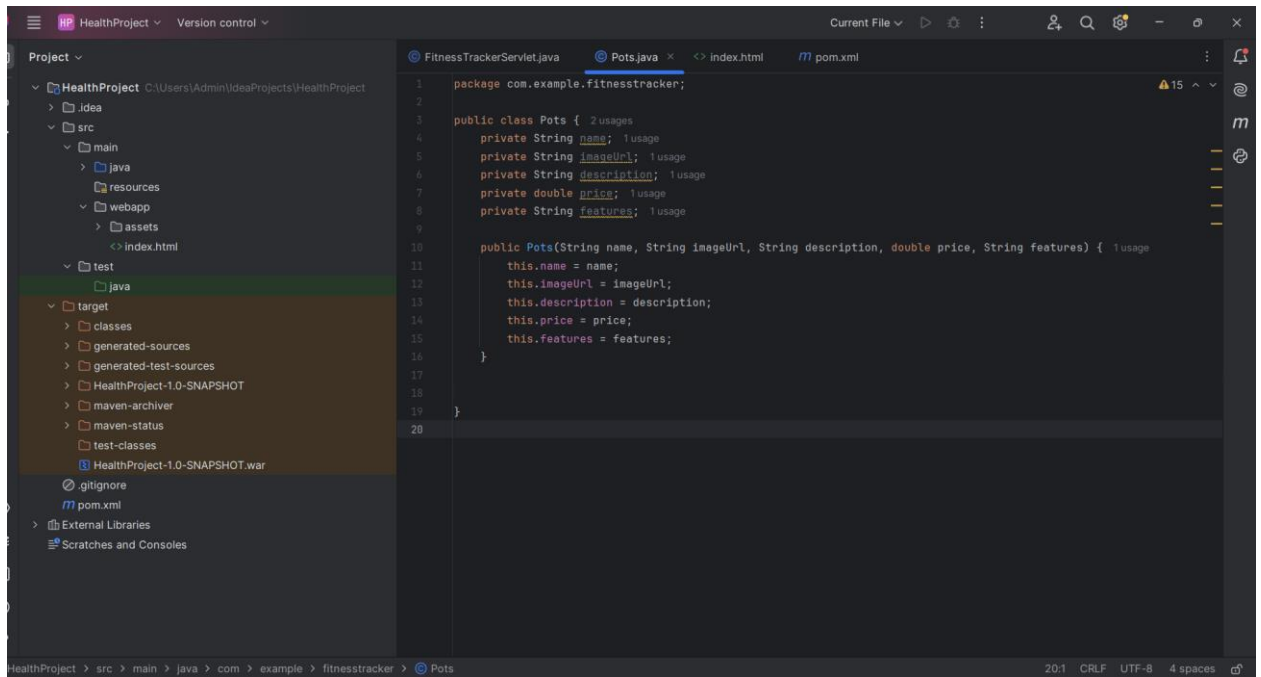 HP HealthProject Version control Current File
Project
FitnessTrackerServlet.java Pots.java index.html pom.xml
HealthProject C:\Users\Admin\IdeaProjects\HealthProject
.idea
src
main
java
resources
webapp
assets
index.html
test
java
target
classes
generated-sources
generated-test-sources
HealthProject-1.0-SNAPSHOT
maven-archiver
maven-status
test-classes
HealthProject-1.0-SNAPSHOT.war
.gitignore
pom.xml
External Libraries
Scratches and Consoles
15
1 package com.example.fitnesstracker;
2
3 public class Pots { 2 usages
4 private String name; 1 usage
5 private String imageUrl; 1 usage
6 private String description; 1 usage
7 private double price; 1 usage
8 private String features; 1 usage
9
10 public Pots(String name, String imageUrl, String description, double price, String features) { 1 usage
11 this.name = name;
12 this.imageUrl = imageUrl;
13 this.description = description;
14 this.price = price;
15 this.features = features;
16 }
17
18
19 }
20
HealthProject > src > main > java > com > example > fitnesstracker > Pots 20:1 CRLF UTF-8 4 spaces